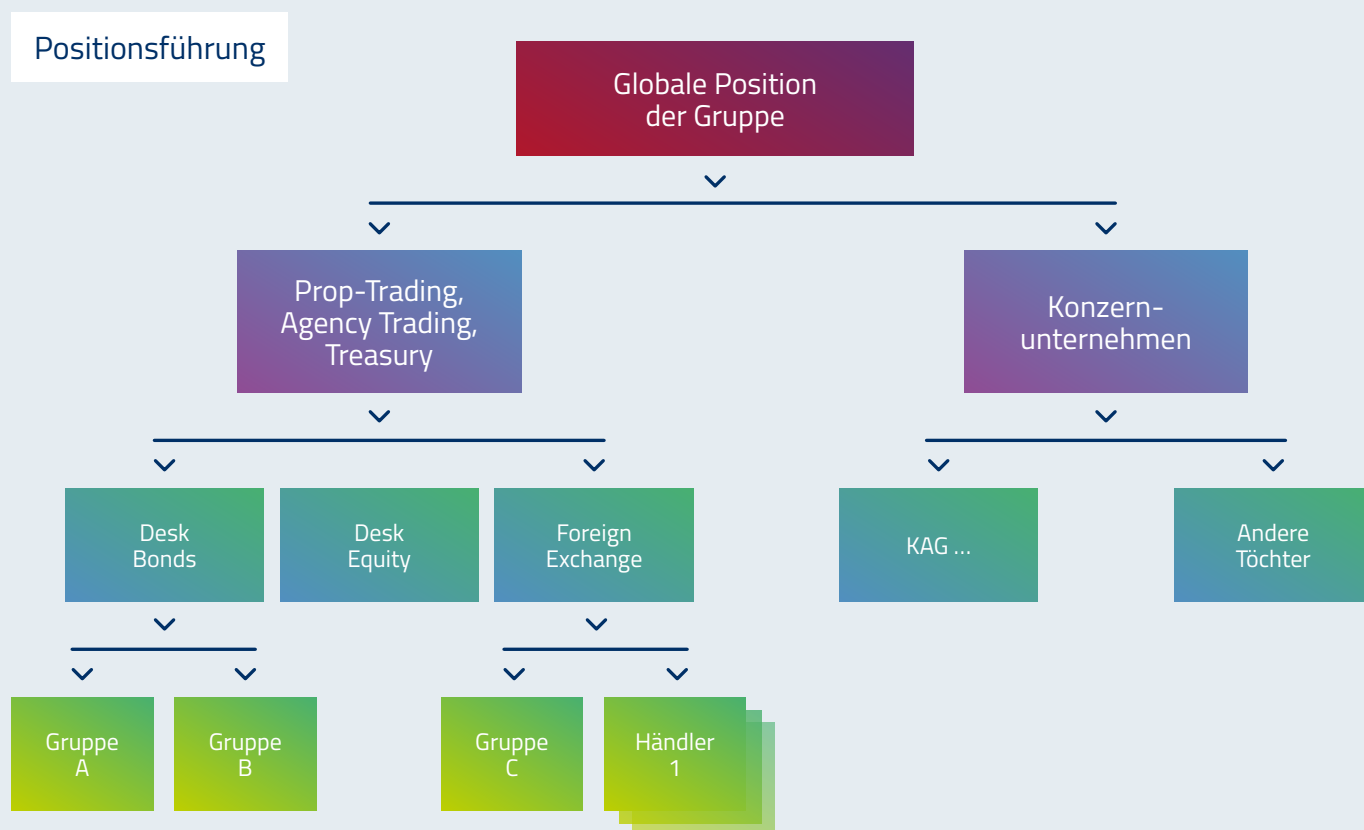 Positionsführung
Globale Position
der Gruppe
Prop-Trading,
Agency Trading,
Treasury
Konzern-
unternehmen
Desk
Bonds
Desk
Equity
Foreign
Exchange
KAG ...
Andere
Töchter
Gruppe
A
Gruppe
B
Gruppe
C
Händler
1